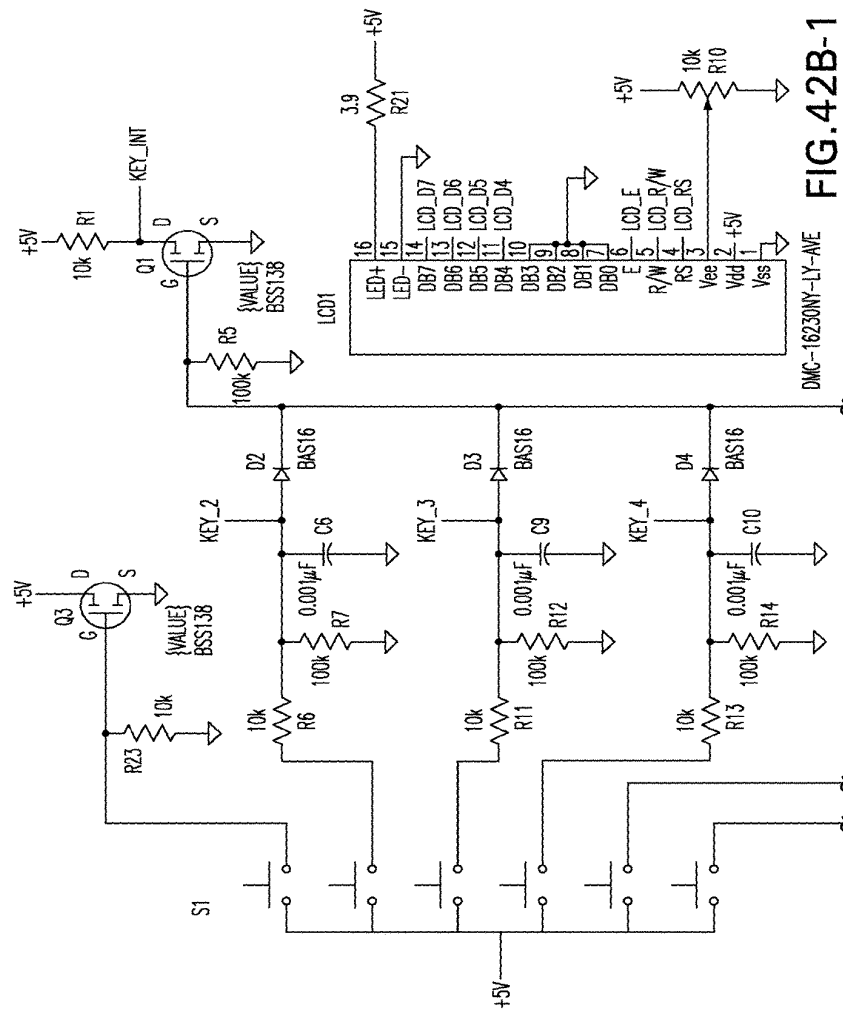 +5V
R1
10k
KEY_INT
D
Q1
G
S
{VALUE}
BSS138
R5
100k
+5V
D
Q3
G
S
{VALUE}
BSS138
R23
10k
+5V
3.9
R21
LCD1
16
LED+
15
LED-
14
DB7
LCD_D7
13
DB6
LCD_D6
12
DB5
LCD_D5
11
DB4
LCD_D4
10
DB3
9
DB2
8
DB1
7
DB0
6
E
LCD_E
5
R/W
LCD_R/W
4
RS
LCD_RS
3
Vee
2
Vdd
+5V
1
Vss
DMC-16230NY-LY-AVE
+5V
10k
R10
KEY_2
D2
BAS16
C6
0.001µF
R7
100k
10k
R6
KEY_3
D3
BAS16
C9
0.001µF
R12
100k
10k
R11
KEY_4
D4
BAS16
C10
0.001µF
R14
100k
10k
R13
S1
+5V
FIG.42B-1